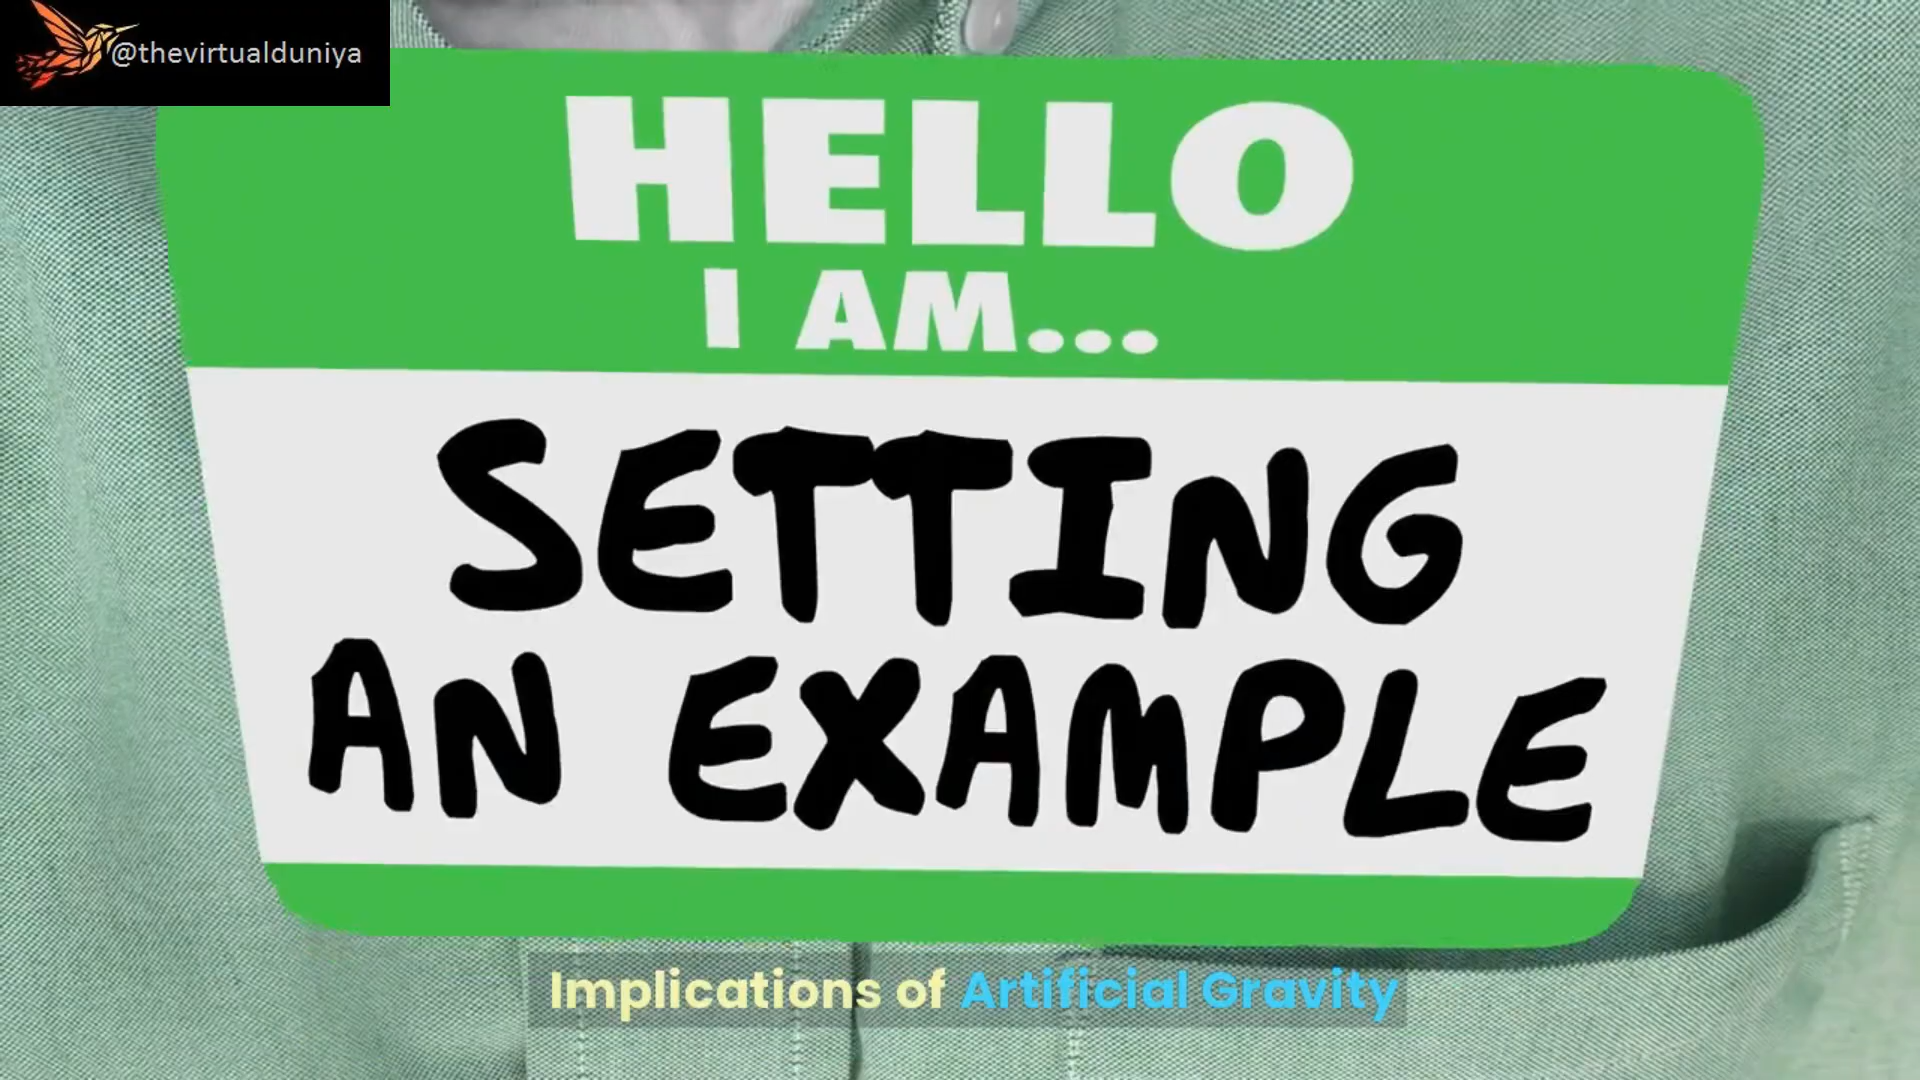 @thevirtualduniya
HELLO
I AM...
SETTING
AN EXAMPLE
Implications of Artificial Gravity